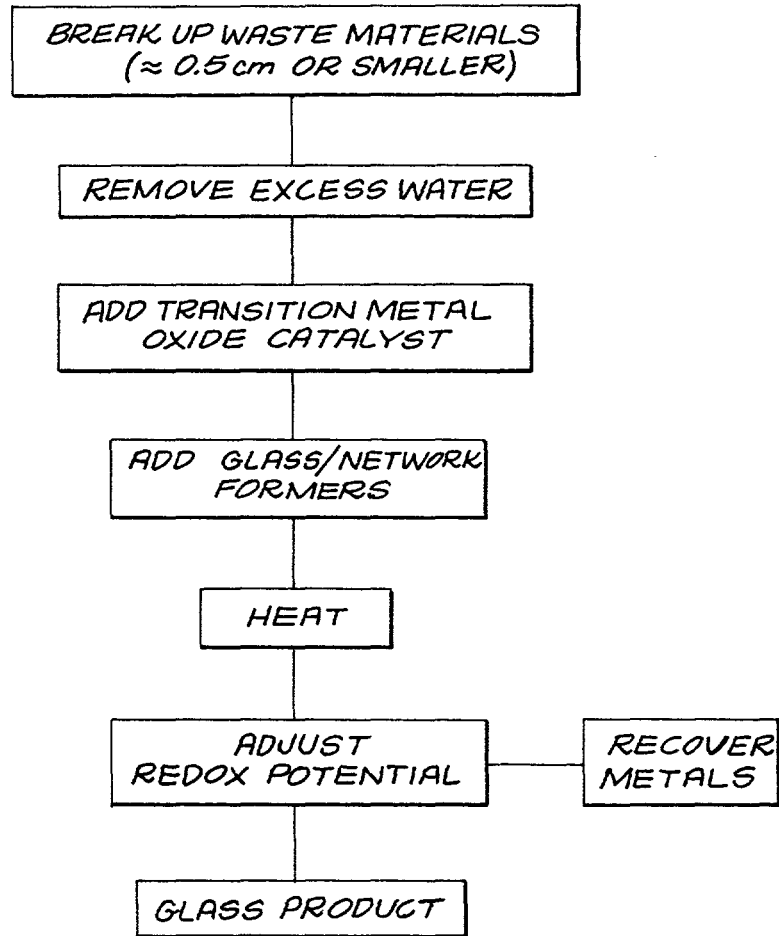 BREAK UP WASTE MATERIALS
(≈ 0.5 cm OR SMALLER)
REMOVE EXCESS WATER
ADD TRANSITION METAL
OXIDE CATALYST
ADD GLASS/NETWORK
FORMERS
HEAT
ADJUST
REDOX POTENTIAL
RECOVER
METALS
GLASS PRODUCT